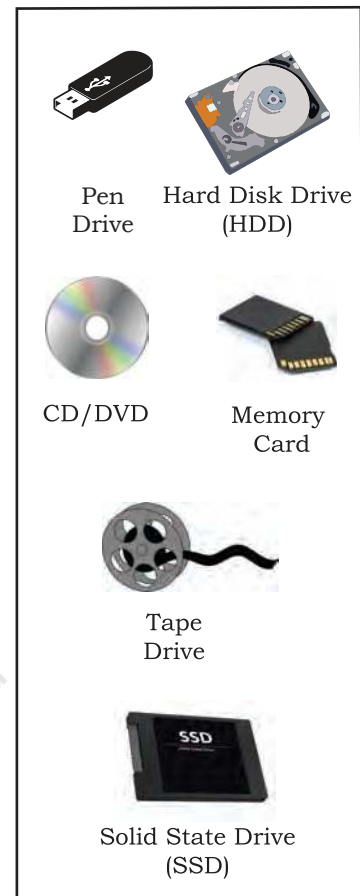 Pen
Drive
Hard Disk Drive
(HDD)
CD/DVD
Memory
Card
Tape
Drive
SSD
Solid State Drive
(SSD)